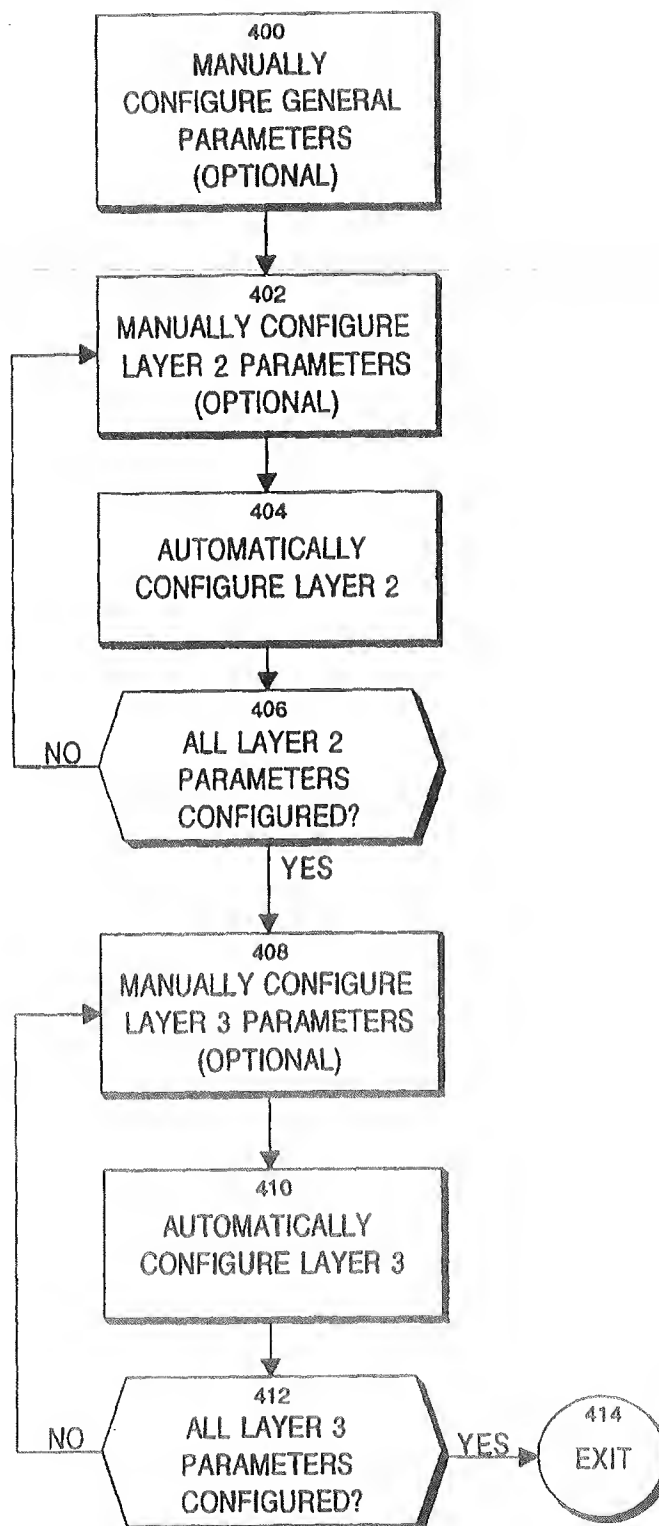 400
MANUALLY
CONFIGURE GENERAL
PARAMETERS
(OPTIONAL)
402
MANUALLY CONFIGURE
LAYER 2 PARAMETERS
(OPTIONAL)
404
AUTOMATICALLY
CONFIGURE LAYER 2
406
ALL LAYER 2
PARAMETERS
CONFIGURED?
NO
YES
408
MANUALLY CONFIGURE
LAYER 3 PARAMETERS
(OPTIONAL)
410
AUTOMATICALLY
CONFIGURE LAYER 3
412
ALL LAYER 3
PARAMETERS
CONFIGURED?
NO
YES
414
EXIT